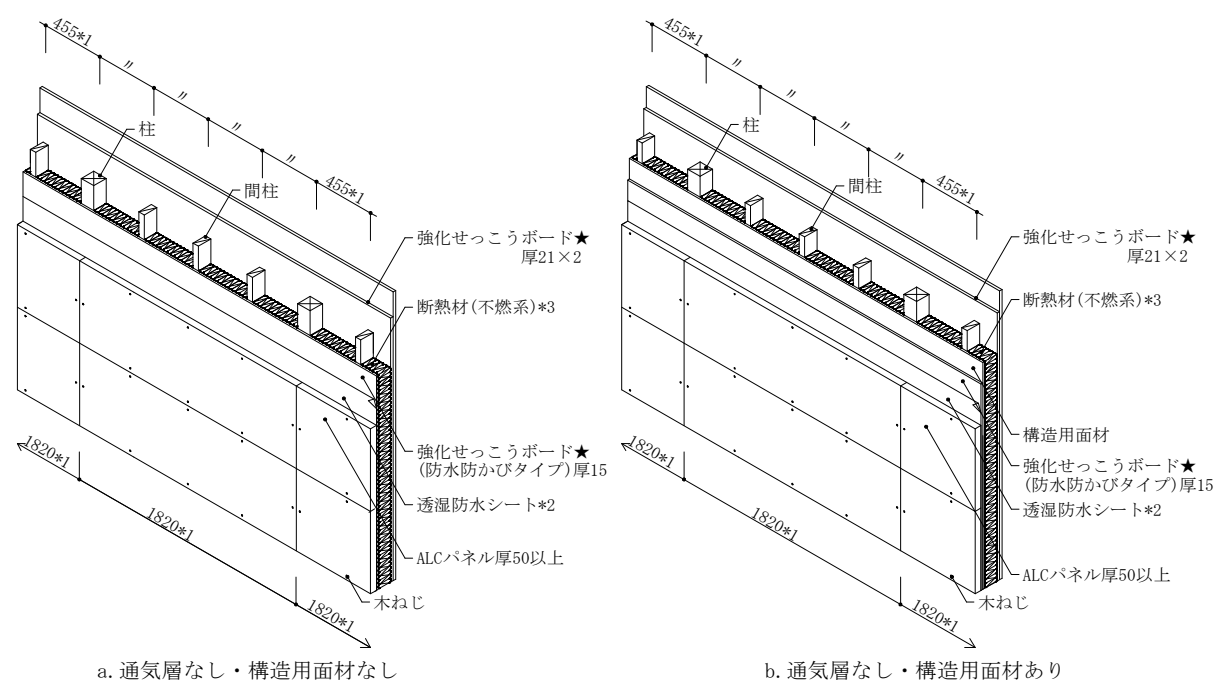 455*1
〃
〃
〃
〃
455*1
柱
間柱
強化せっこうボード★
厚21×2
断熱材(不燃系)*3
強化せっこうボード★
(防水防かびタイプ)厚15
透湿防水シート*2
ALCパネル厚50以上
木ねじ
1820*1
1820*1
1820*1
a.通気層なし・構造用面材なし
455*1
〃
〃
〃
〃
455*1
柱
間柱
強化せっこうボード★
厚21×2
断熱材(不燃系)*3
構造用面材
強化せっこうボード★
(防水防かびタイプ)厚15
透湿防水シート*2
ALCパネル厚50以上
木ねじ
1820*1
1820*1
1820*1
b.通気層なし・構造用面材あり